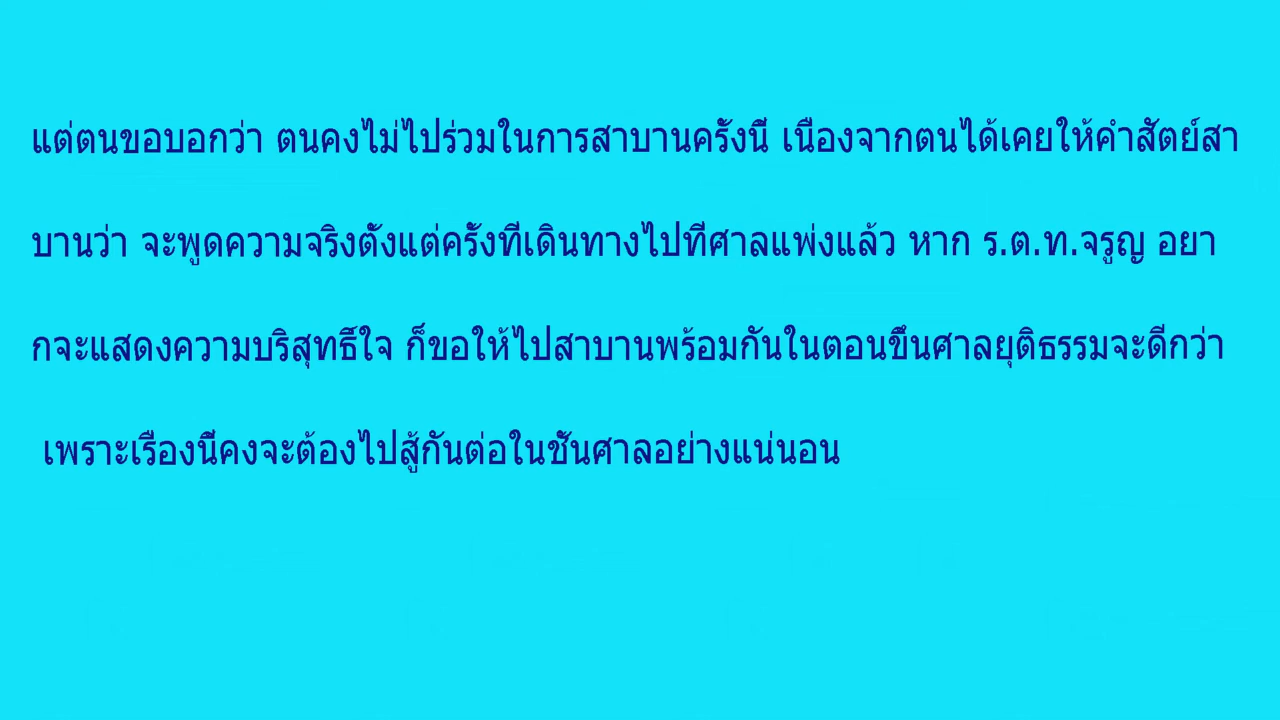 แต่ตนขอบอกว่า ตนคงไม่ไปร่วมในการสาบานครั้งนี้ เนื่องจากตนได้เคยให้คำสัตย์สา
บานว่า จะพูดความจริงตั้งแต่ครั้งที่เดินทางไปที่ศาลแพ่งแล้ว หาก ร.ต.ท.จรูญ อยา
กจะแสดงความบริสุทธิ์ใจ ก็ขอให้ไปสาบานพร้อมกันในตอนขึ้นศาลยุติธรรมจะดีกว่า
เพราะเรื่องนี้คงจะต้องไปสู้กันต่อในชั้นศาลอย่างแน่นอน